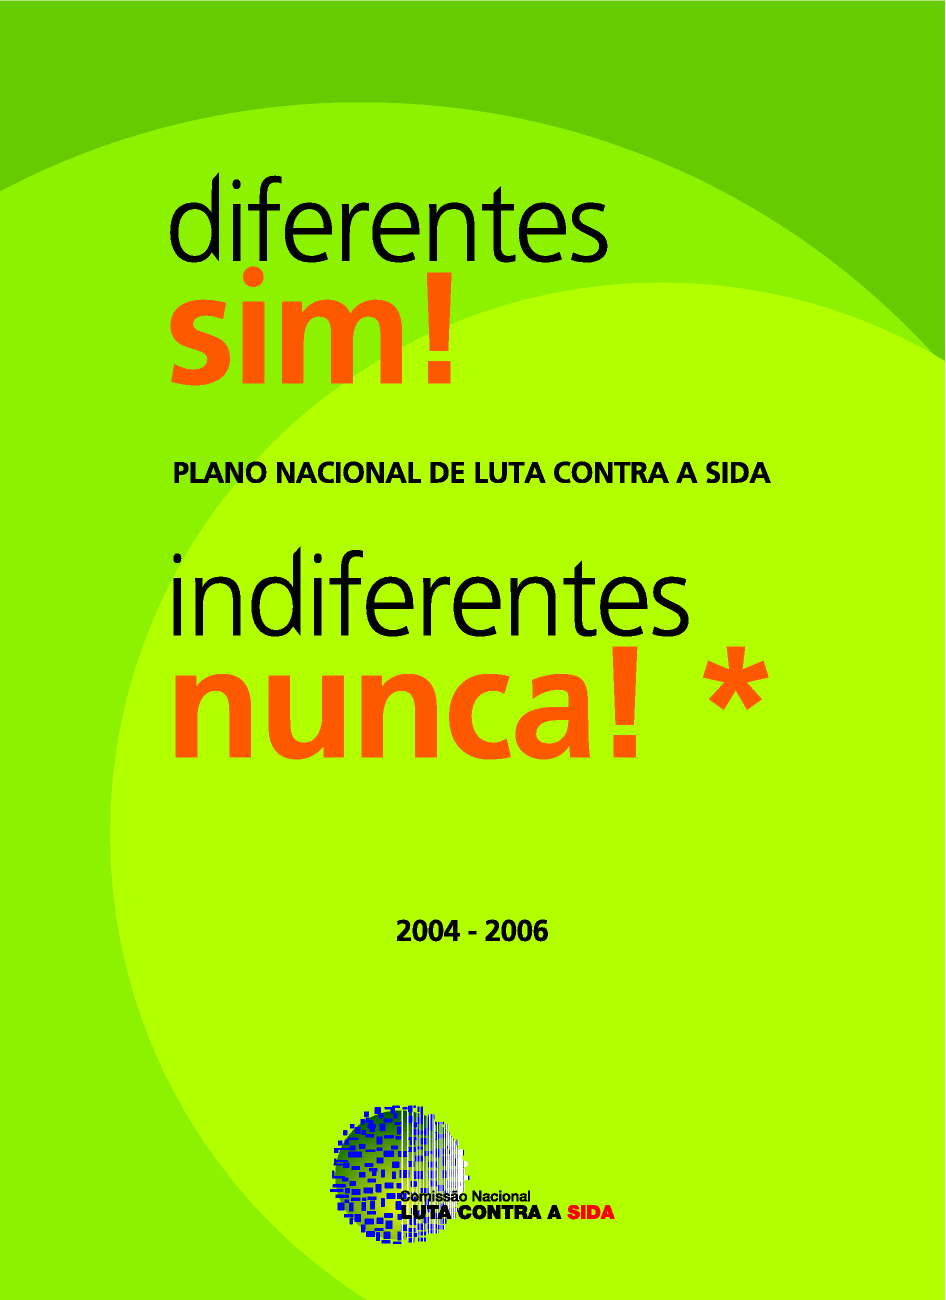 diferentes
sim!
PLANO NACIONAL DE LUTA CONTRA A SIDA
indiferentes
nunca! *
2004 - 2006
Comissão Nacional
LUTA CONTRA A SIDA